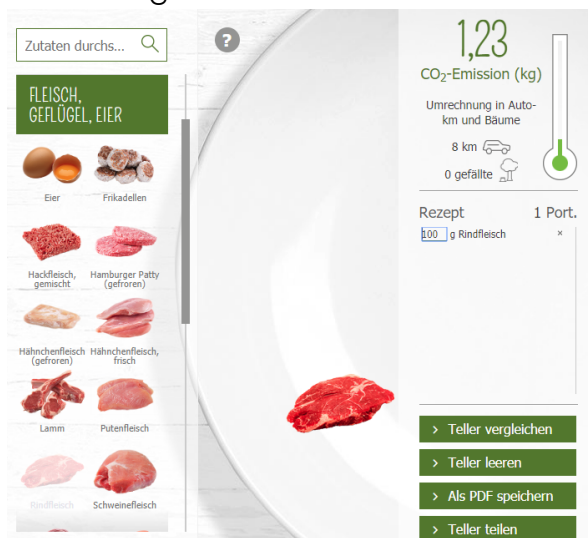 Zutaten durchs...
?
FLEISCH,
GEFLÜGEL, EIER
Eier
Frikadellen
Hackfleisch,
gemischt
Hamburger Patty
(gefroren)
Hähnchenfleisch
(gefroren)
Hähnchenfleisch,
frisch
Lamm
Putenfleisch
Rindfleisch
Schweinefleisch
1,23
CO₂-Emission (kg)
Umrechnung in Auto-
km und Bäume
8 km
0 gefällte
Rezept 1 Port.
100 g Rindfleisch ×
> Teller vergleichen
> Teller leeren
> Als PDF speichern
> Teller teilen